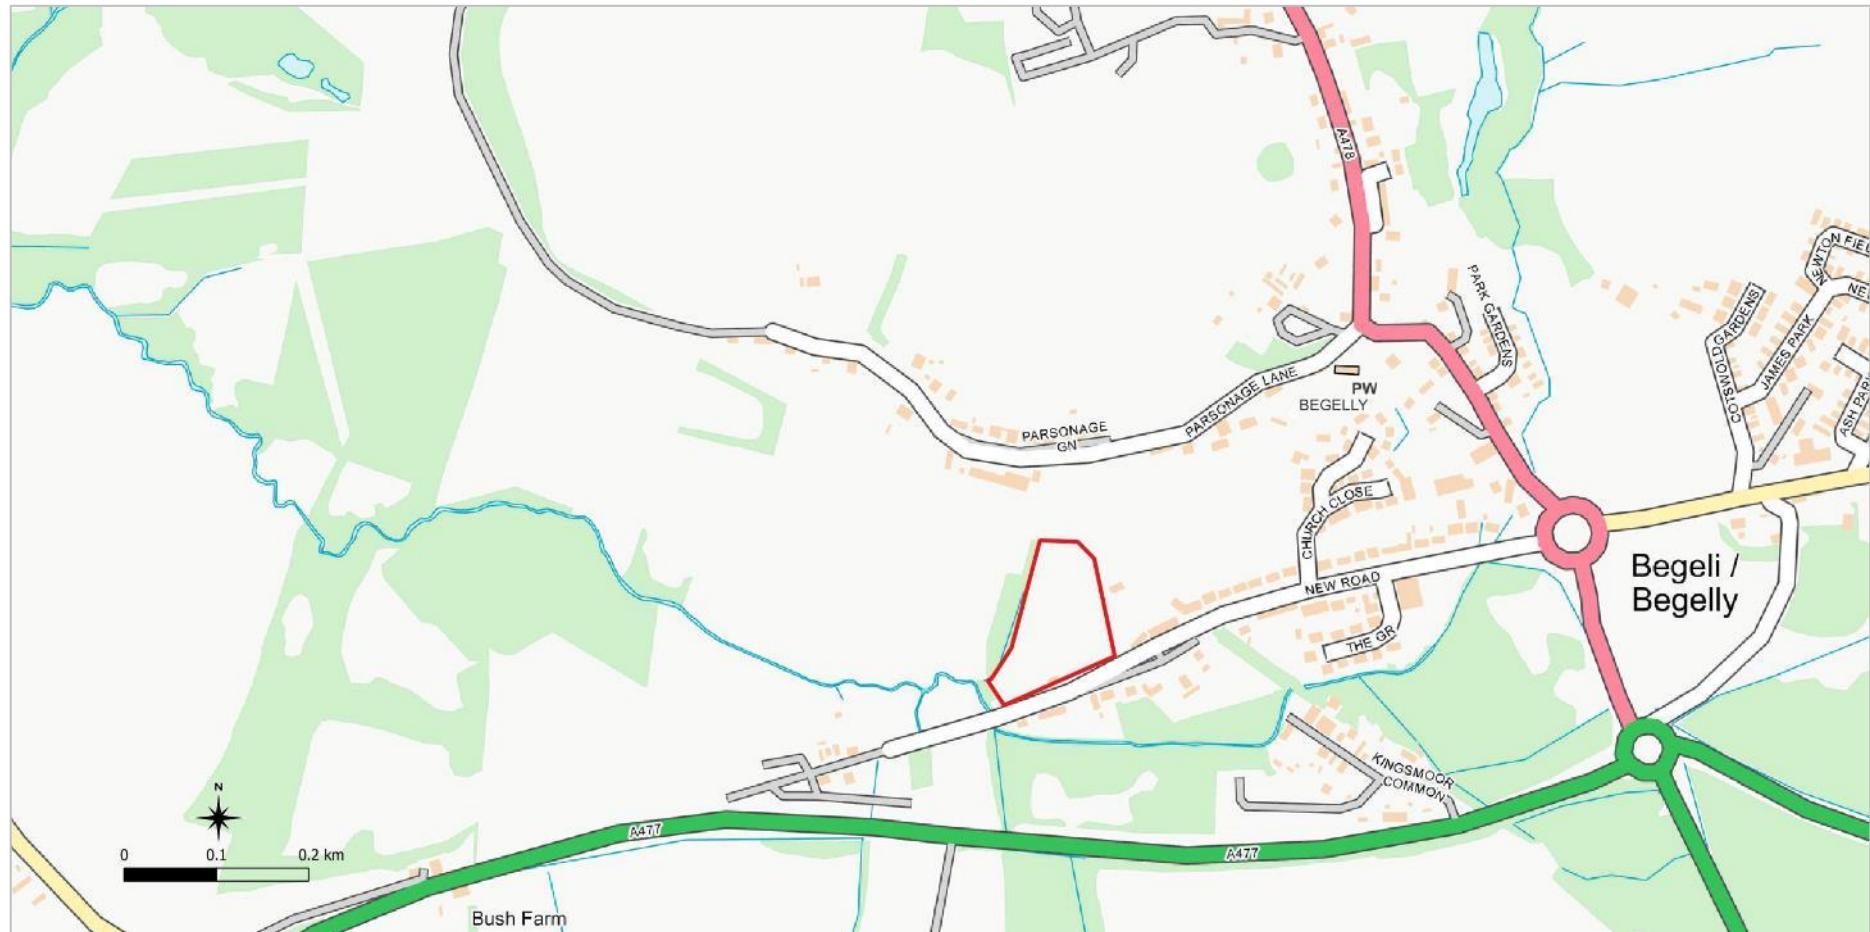 A478
NEWTON FIEL
NE
PARK GARDENS
COTSWOLD GARDENS
JAMES PARK
ASH PARK
PARSONAGE LANE
PW
BEGELLY
PARSONAGE
GN
CHURCH CLOSE
NEW ROAD
THE GR
Begeli /
Begelly
KINGSMOOR
COMMON
N
0 0.1 0.2 km
A477
A477
Bush Farm